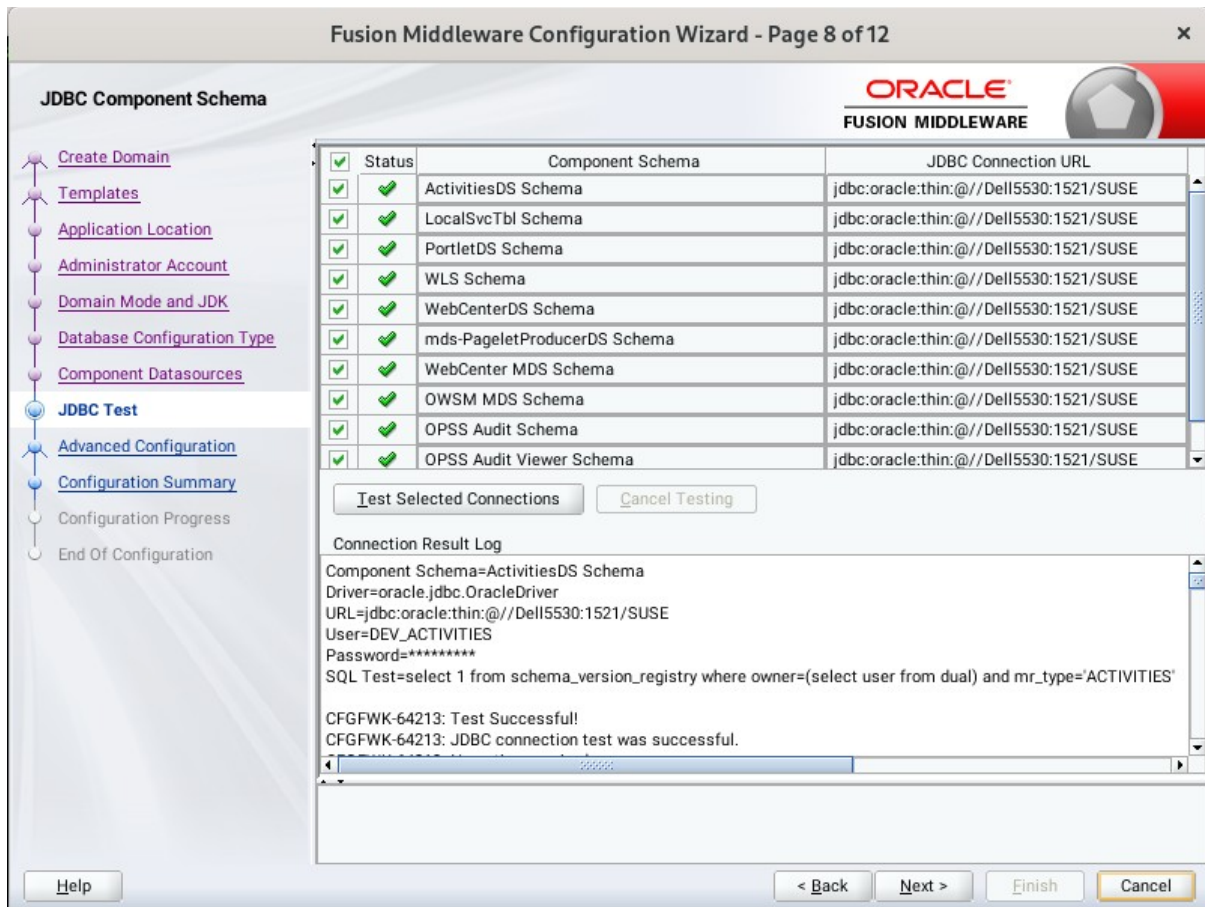 Fusion Middleware Configuration Wizard - Page 8 of 12
JDBC Component Schema
ORACLE
FUSION MIDDLEWARE
Create Domain
Templates
Application Location
Administrator Account
Domain Mode and JDK
Database Configuration Type
Component Datasources
JDBC Test
Advanced Configuration
Configuration Summary
Configuration Progress
End Of Configuration
Status Component Schema JDBC Connection URL
ActivitiesDS Schema jdbc:oracle:thin:@//Dell5530:1521/SUSE
LocalSvcTbl Schema jdbc:oracle:thin:@//Dell5530:1521/SUSE
PortletDS Schema jdbc:oracle:thin:@//Dell5530:1521/SUSE
WLS Schema jdbc:oracle:thin:@//Dell5530:1521/SUSE
WebCenterDS Schema jdbc:oracle:thin:@//Dell5530:1521/SUSE
mds-PageletProducerDS Schema jdbc:oracle:thin:@//Dell5530:1521/SUSE
WebCenter MDS Schema jdbc:oracle:thin:@//Dell5530:1521/SUSE
OWSM MDS Schema jdbc:oracle:thin:@//Dell5530:1521/SUSE
OPSS Audit Schema jdbc:oracle:thin:@//Dell5530:1521/SUSE
OPSS Audit Viewer Schema jdbc:oracle:thin:@//Dell5530:1521/SUSE
Test Selected Connections Cancel Testing
Connection Result Log
Component Schema=ActivitiesDS Schema
Driver=oracle.jdbc.OracleDriver
URL=jdbc:oracle:thin:@//Dell5530:1521/SUSE
User=DEV_ACTIVITIES
Password=*********
SQL Test=select 1 from schema_version_registry where owner=(select user from dual) and mr_type='ACTIVITIES'
CFGFWK-64213: Test Successful!
CFGFWK-64213: JDBC connection test was successful.
Help < Back Next > Finish Cancel